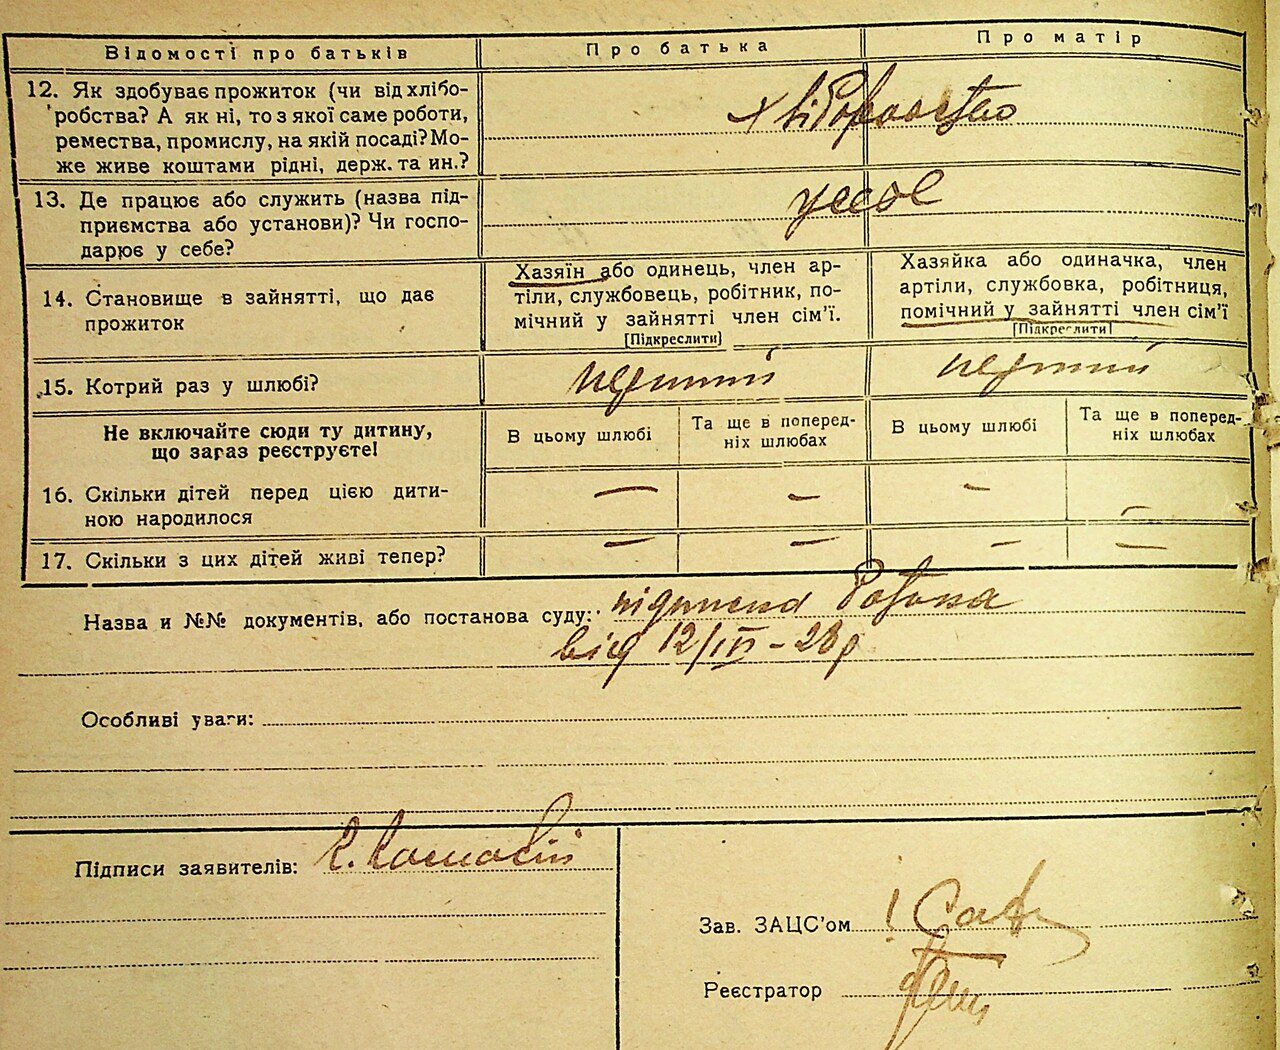 Відомості про батьків
Про батька
Про матір
12. Як здобуває прожиток (чи від хлібо-
робства? А як ні, то з якої саме роботи,
ремества, промислу, на якій посаді? Мо-
же живе коштами рідні, держ. та ин.?
хліборобство
13. Де працює або служить (назва під-
приємства або установи)? Чи госпо-
дарює у себе?
у себе
14. Становище в зайнятті, що дає
прожиток
Хазяїн або одинець, член ар-
тіли, службовець, робітник, по-
мічний у зайнятті член сім’ї.
[Підкреслити]
Хазяйка або одиначка, член
артіли, службовка, робітниця,
помічний у зайнятті член сім’ї
[Підкреслити]
15. Котрий раз у шлюбі?
перший
перший
Не включайте сюди ту дитину,
що зараз реєструєте!
В цьому шлюбі
Та ще в поперед-
ніх шлюбах
В цьому шлюбі
Та ще в поперед-
ніх шлюбах
16. Скільки дітей перед цією дити-
ною народилося
— — — —
17. Скільки з цих дітей живі тепер?
— — — —
Назва и №№ документів, або постанова суду:
від 12/IV - 28 р
Особливі уваги:
Підписи заявителів:
Зав. ЗАЦС’ом
Реєстратор